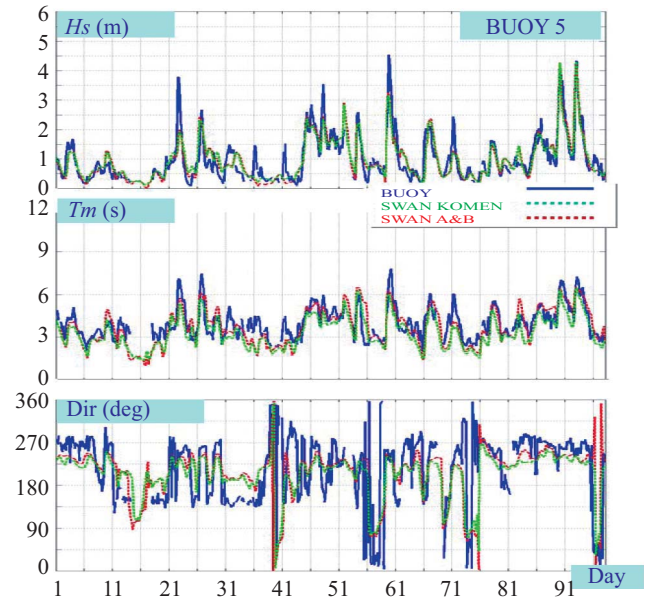 6
Hs (m)
BUOY 5
5
4
3
2
1
0
BUOY
SWAN KOMEN
SWAN A&B
12
Tm (s)
9
6
3
0
360
Dir (deg)
270
180
90
0
1 11 21 31 41 51 61 71 81 91
Day